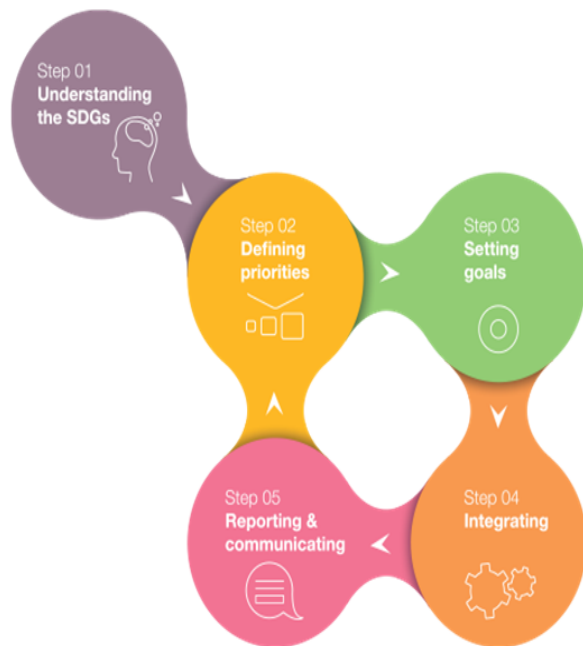 Step 01
Understanding
the SDGs
Step 02
Defining
priorities
Step 03
Setting
goals
Step 04
Integrating
Step 05
Reporting &
communicating